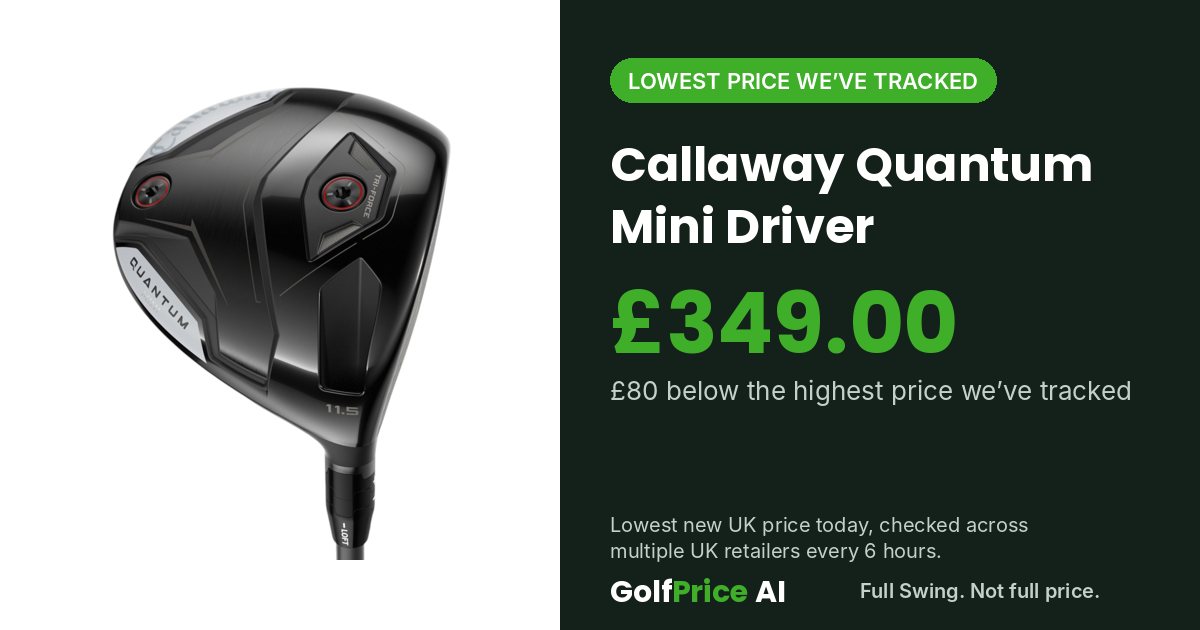 Callaway
TRI-FORCE
QUANTUM
11.5
LOFT
LOWEST PRICE WE’VE TRACKED
Callaway Quantum
Mini Driver
£349.00
£80 below the highest price we’ve tracked
Lowest new UK price today, checked across
multiple UK retailers every 6 hours.
GolfPrice AI
Full Swing. Not full price.